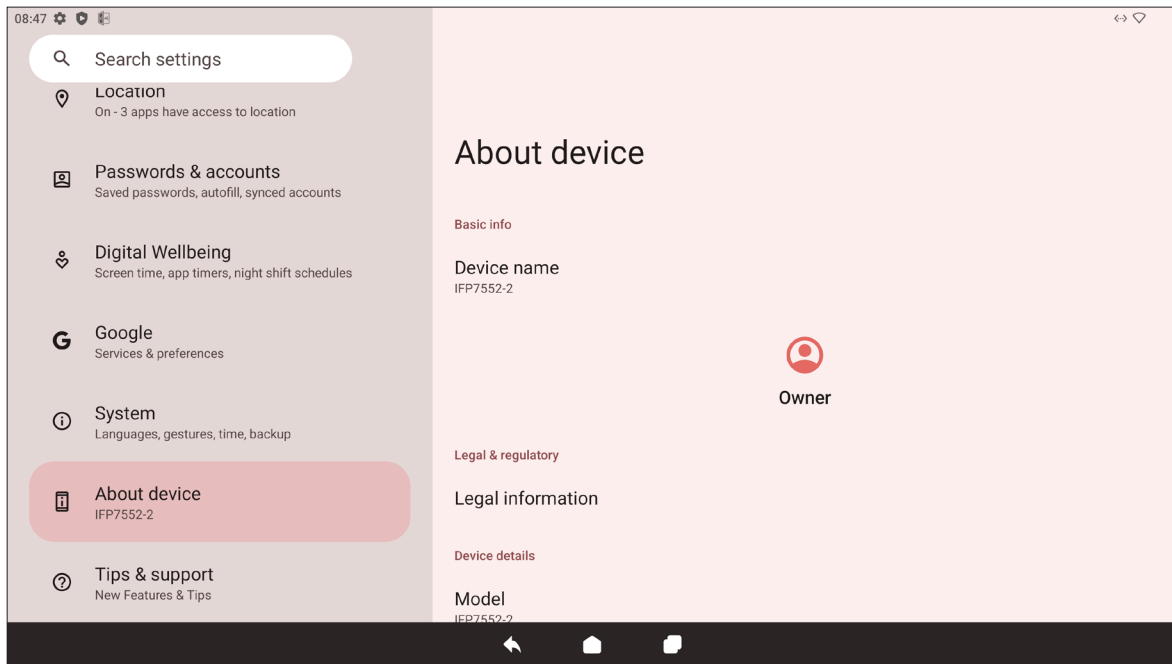 08:47
Search settings
Location
On - 3 apps have access to location
Passwords & accounts
Saved passwords, autofill, synced accounts
Digital Wellbeing
Screen time, app timers, night shift schedules
Google
Services & preferences
System
Languages, gestures, time, backup
About device
IFP7552-2
Tips & support
New Features & Tips
About device
Basic info
Device name
IFP7552-2
Owner
Legal & regulatory
Legal information
Device details
Model
IFP7552-2